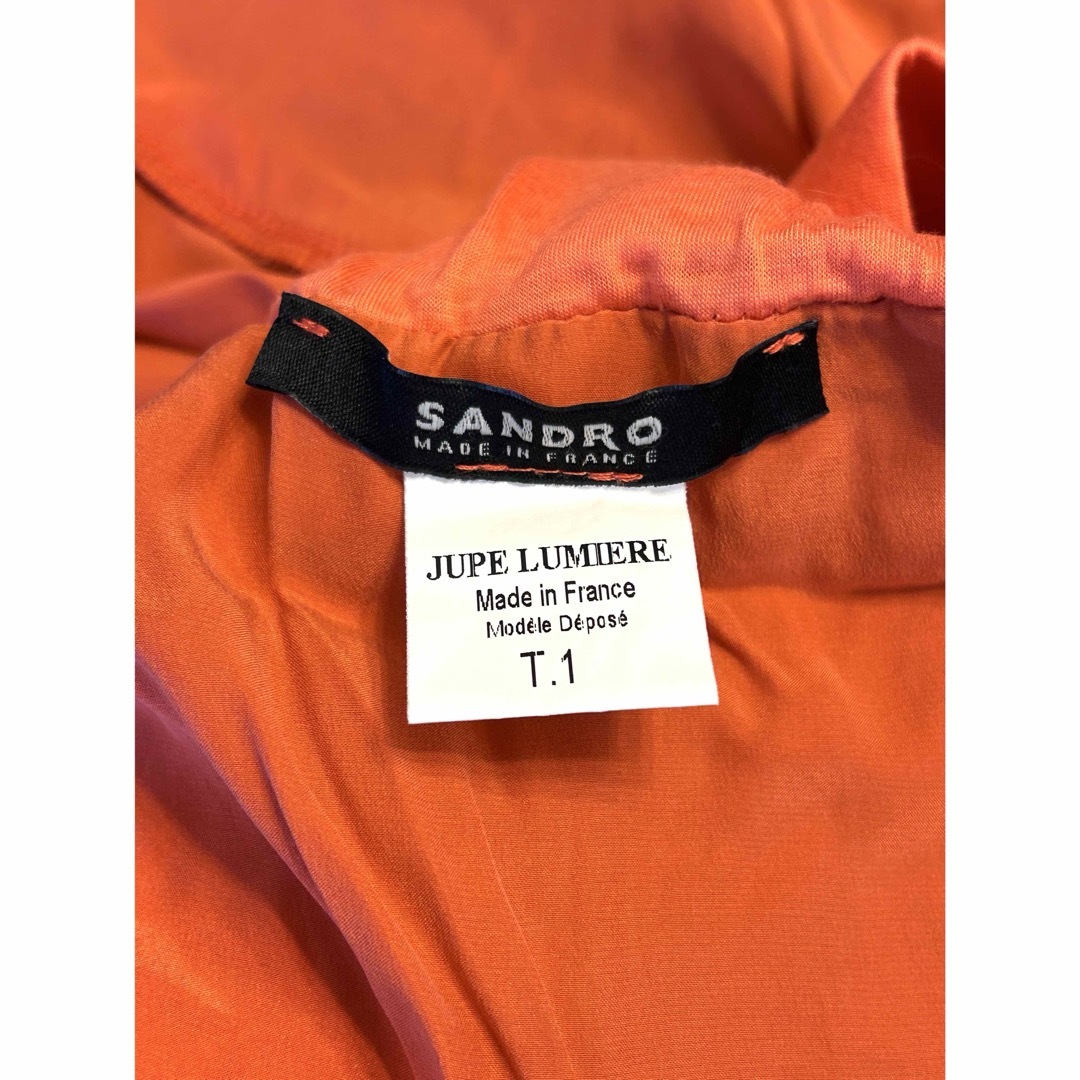 SANDRO
MADE IN FRANCE
JUPE LUMIERE
Made in France
Modèle Déposé
T.1